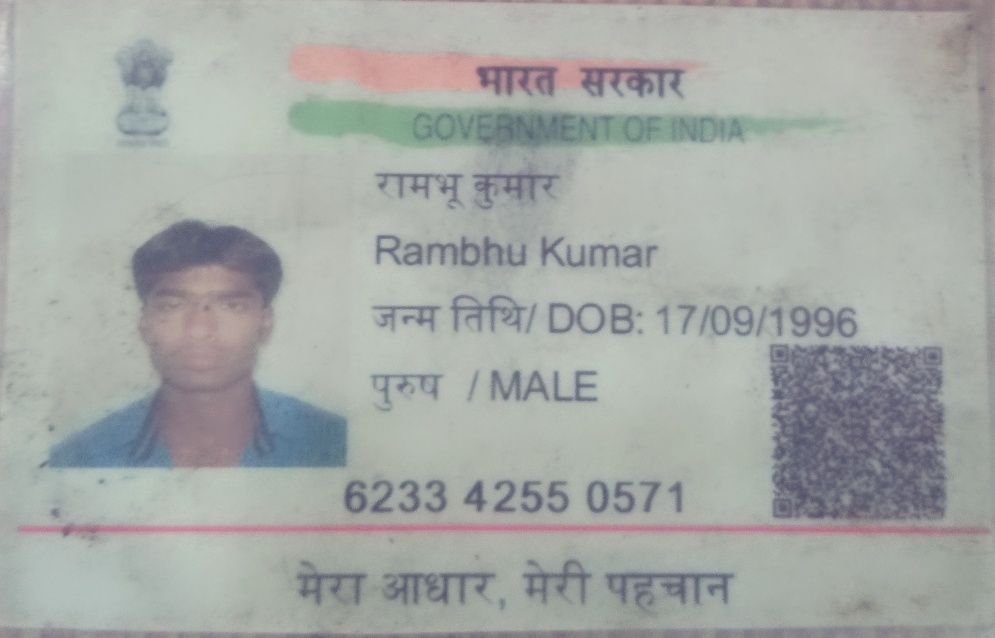 भारत सरकार
GOVERNMENT OF INDIA
रामभू कुमार
Rambhu Kumar
जन्म तिथि/ DOB: 17/09/1996
पुरुष / MALE
6233 4255 0571
मेरा आधार, मेरी पहचान